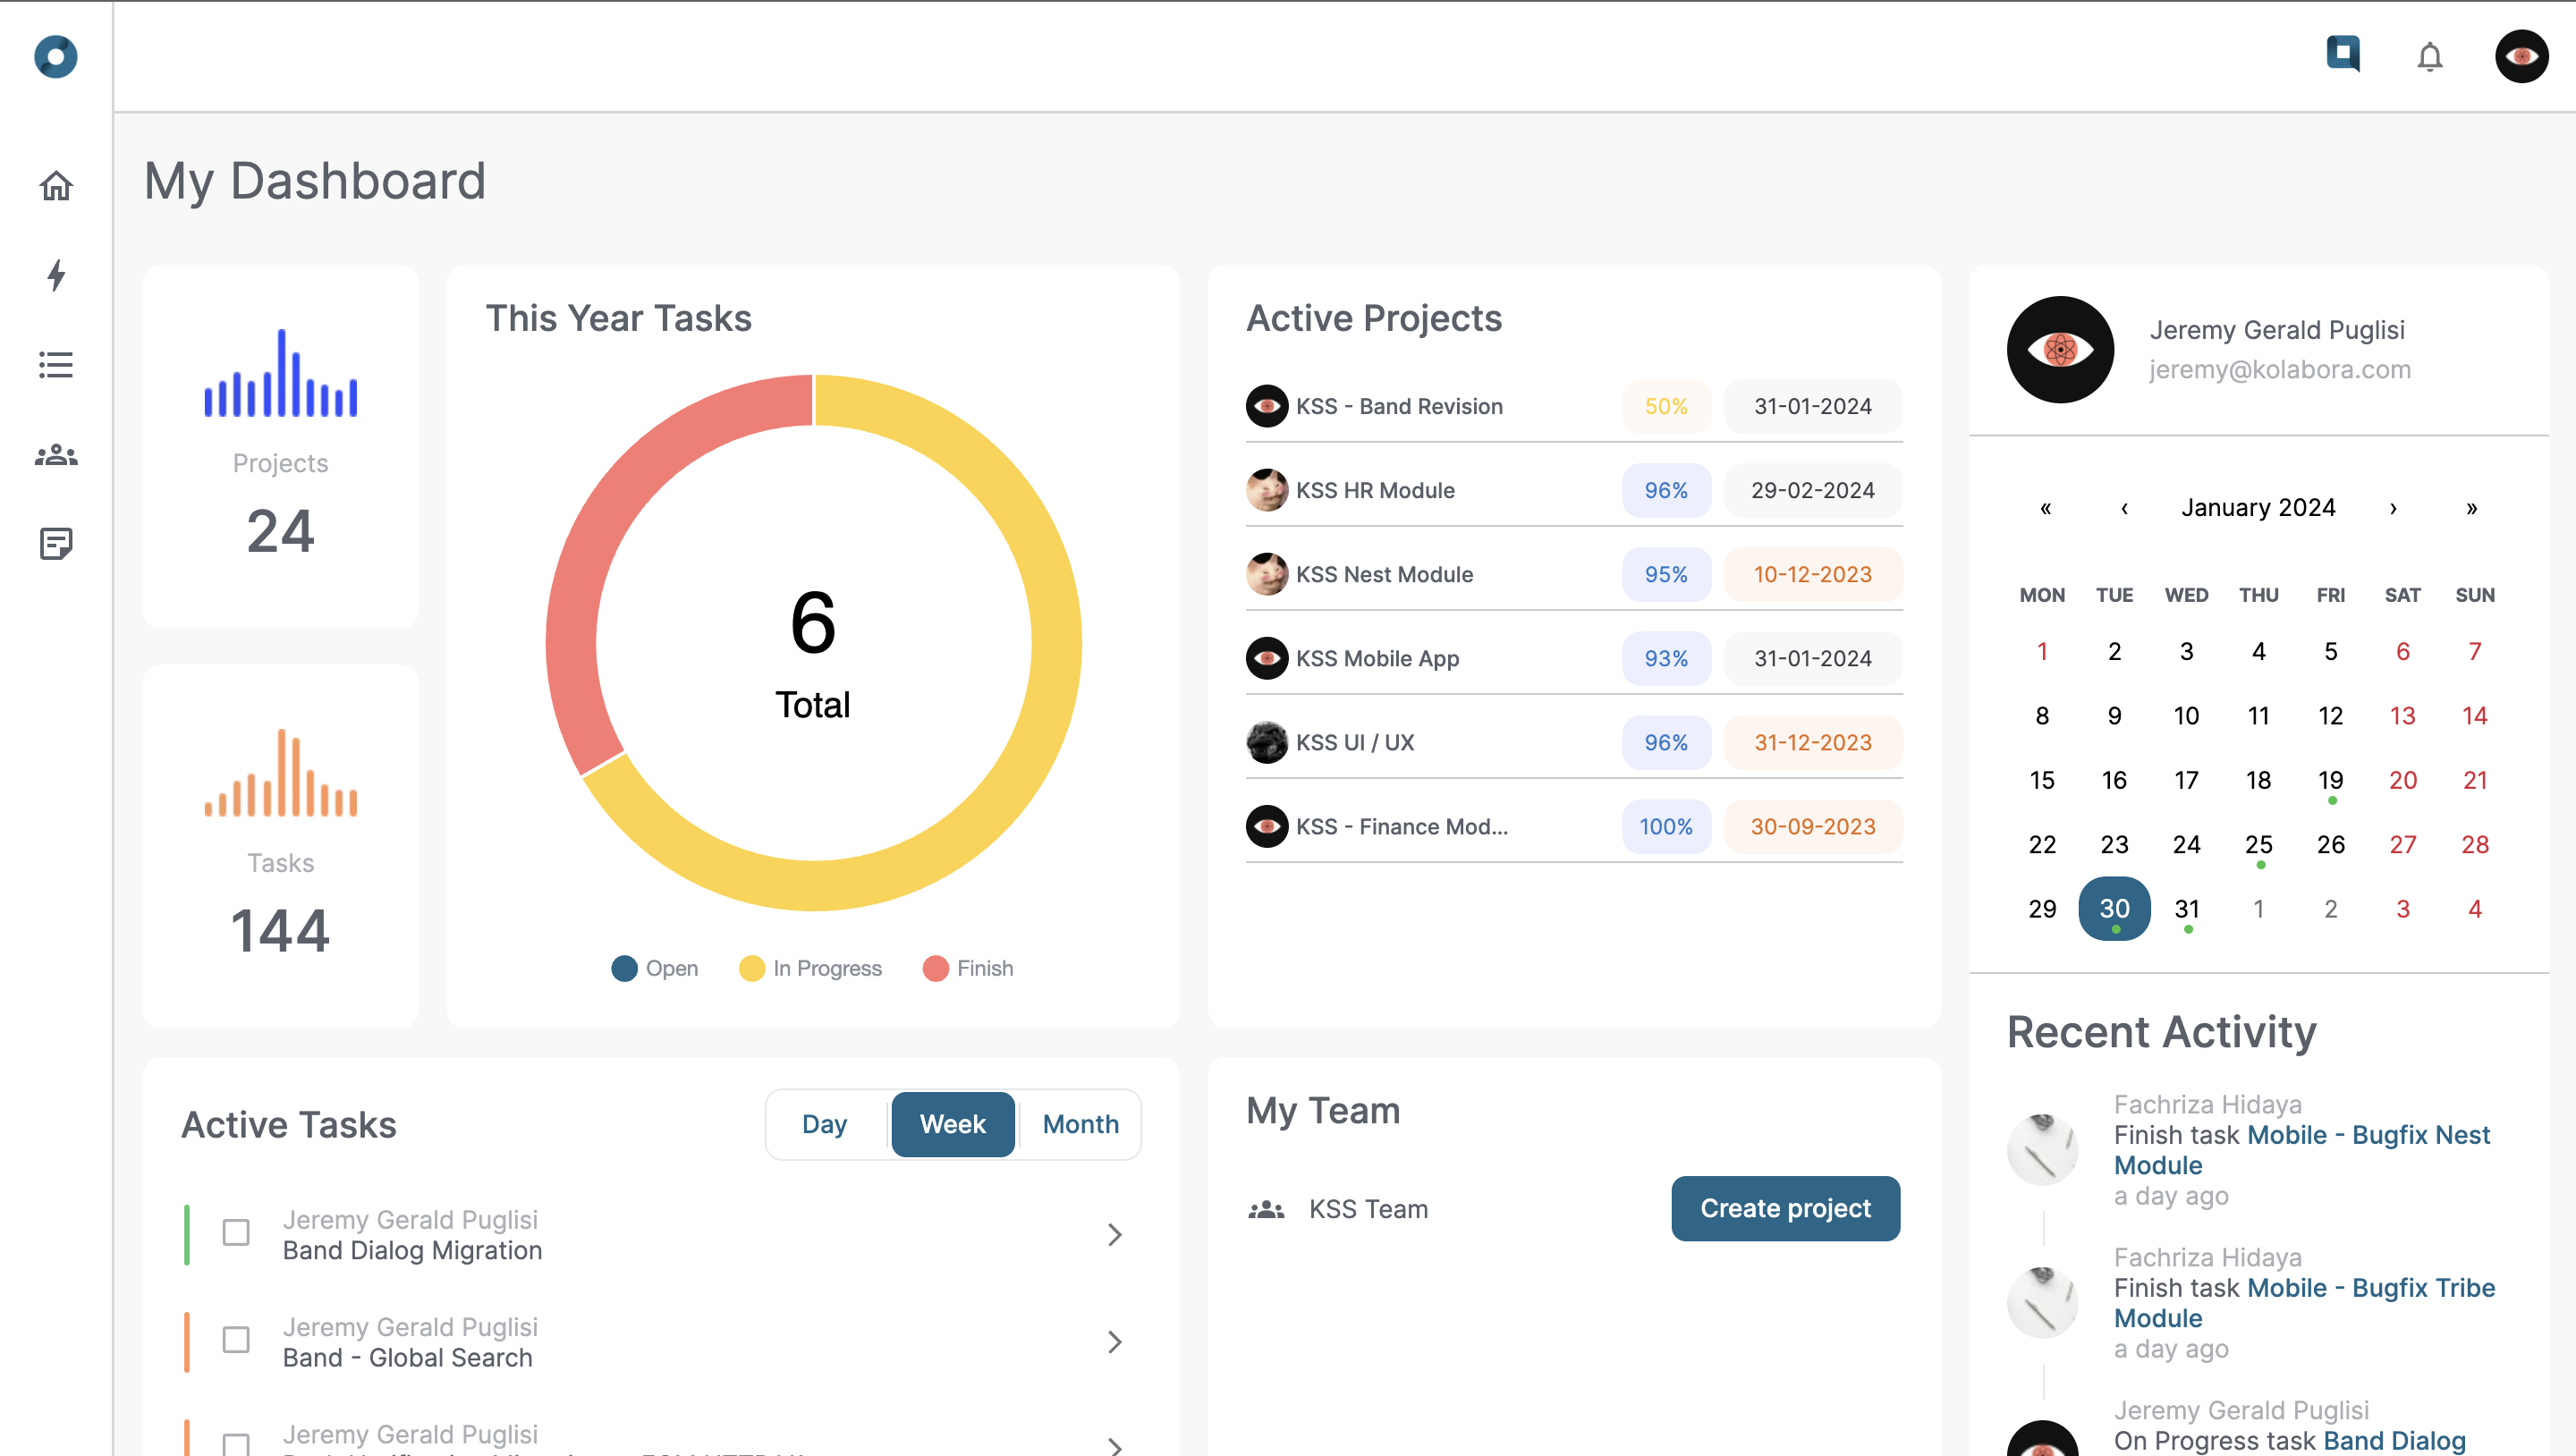 My Dashboard
Projects
24
Tasks
144
This Year Tasks
6
Total
Open In Progress Finish
Active Projects
KSS - Band Revision 50% 31-01-2024
KSS HR Module 96% 29-02-2024
KSS Nest Module 95% 10-12-2023
KSS Mobile App 93% 31-01-2024
KSS UI / UX 96% 31-12-2023
KSS - Finance Mod... 100% 30-09-2023
Jeremy Gerald Puglisi
jeremy@kolabora.com
« ‹ January 2024 › »
MON TUE WED THU FRI SAT SUN
1 2 3 4 5 6 7
8 9 10 11 12 13 14
15 16 17 18 19 20 21
22 23 24 25 26 27 28
29 30 31 1 2 3 4
Active Tasks
Day Week Month
Jeremy Gerald Puglisi
Band Dialog Migration
Jeremy Gerald Puglisi
Band - Global Search
Jeremy Gerald Puglisi
My Team
KSS Team
Create project
Recent Activity
Fachriza Hidaya
Finish task Mobile - Bugfix Nest
Module
a day ago
Fachriza Hidaya
Finish task Mobile - Bugfix Tribe
Module
a day ago
Jeremy Gerald Puglisi
On Progress task Band Dialog